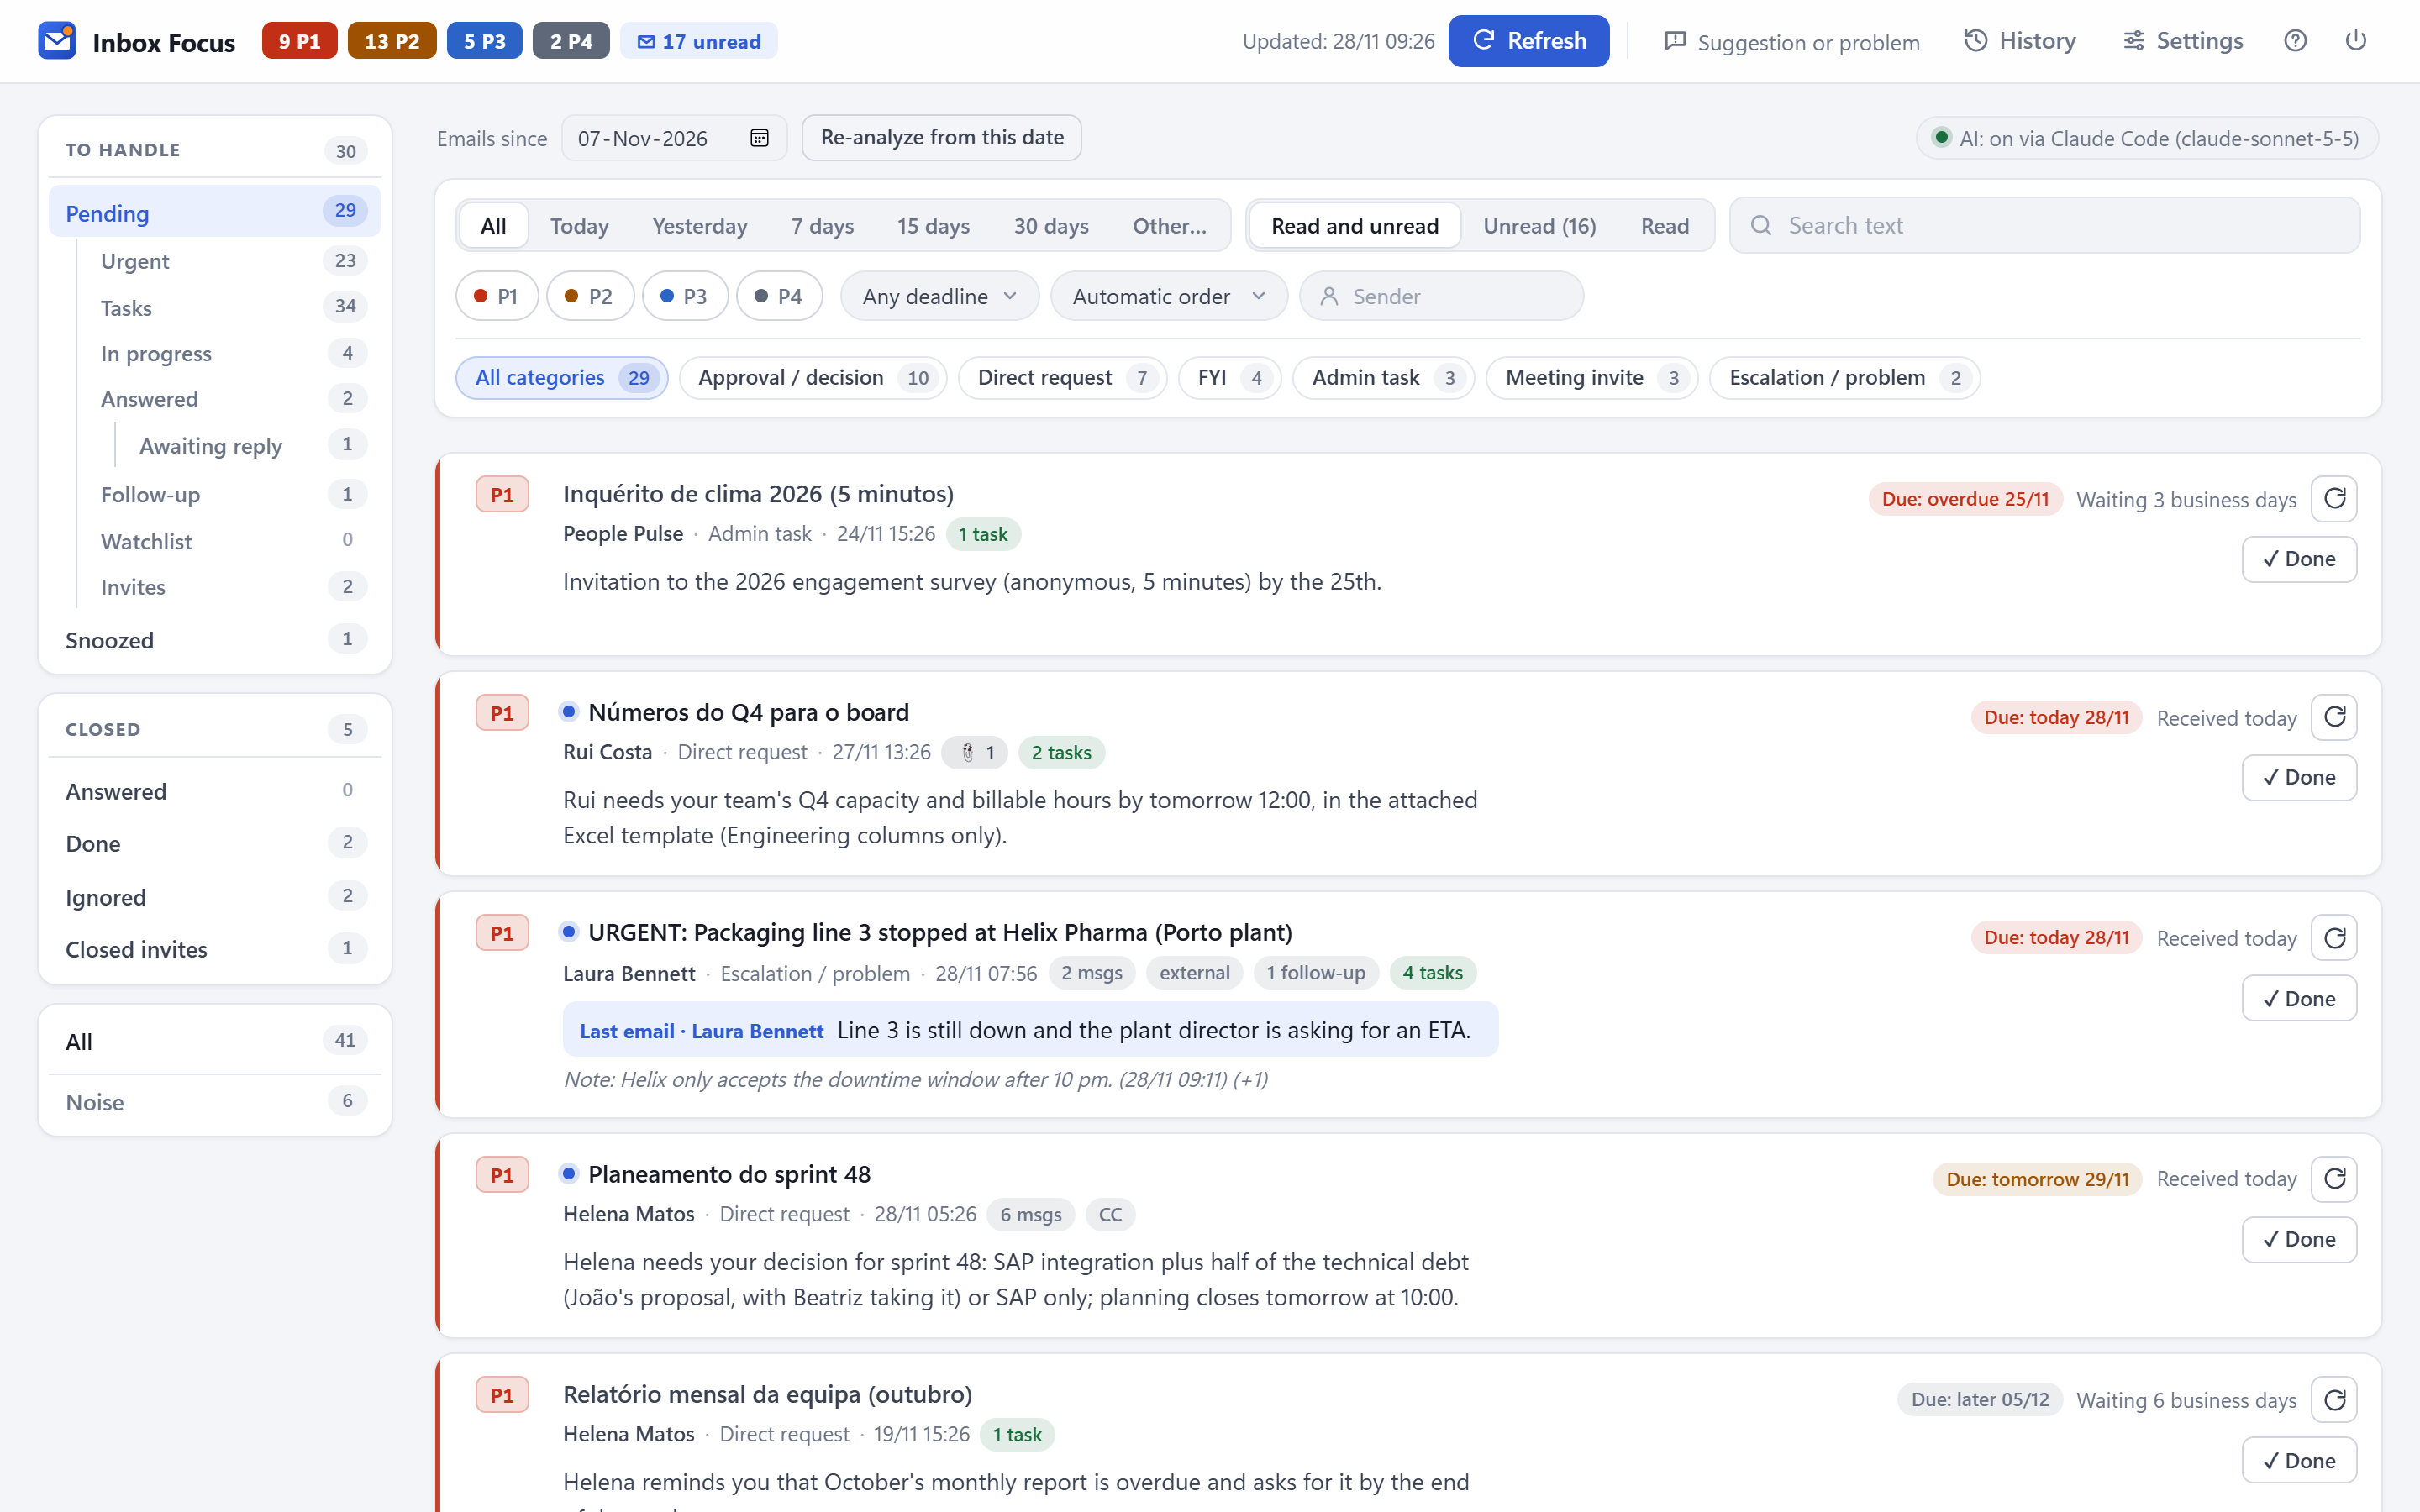 Inbox Focus 9 P1 13 P2 5 P3 2 P4 17 unread Updated: 28/11 09:26 Refresh Suggestion or problem History Settings
TO HANDLE 30
Pending 29
Urgent 23
Tasks 34
In progress 4
Answered 2
Awaiting reply 1
Follow-up 1
Watchlist 0
Invites 2
Snoozed 1
CLOSED 5
Answered 0
Done 2
Ignored 2
Closed invites 1
All 41
Noise 6
Emails since 07-Nov-2026 Re-analyze from this date AI: on via Claude Code (claude-sonnet-5-5)
All Today Yesterday 7 days 15 days 30 days Other... Read and unread Unread (16) Read Search text
P1 P2 P3 P4 Any deadline Automatic order Sender
All categories 29 Approval / decision 10 Direct request 7 FYI 4 Admin task 3 Meeting invite 3 Escalation / problem 2
P1 Inquérito de clima 2026 (5 minutos) Due: overdue 25/11 Waiting 3 business days
People Pulse · Admin task · 24/11 15:26 1 task
✓ Done
Invitation to the 2026 engagement survey (anonymous, 5 minutes) by the 25th.
P1 Números do Q4 para o board Due: today 28/11 Received today
Rui Costa · Direct request · 27/11 13:26 1 2 tasks
✓ Done
Rui needs your team's Q4 capacity and billable hours by tomorrow 12:00, in the attached
Excel template (Engineering columns only).
P1 URGENT: Packaging line 3 stopped at Helix Pharma (Porto plant) Due: today 28/11 Received today
Laura Bennett · Escalation / problem · 28/11 07:56 2 msgs external 1 follow-up 4 tasks
✓ Done
Last email · Laura Bennett Line 3 is still down and the plant director is asking for an ETA.
Note: Helix only accepts the downtime window after 10 pm. (28/11 09:11) (+1)
P1 Planeamento do sprint 48 Due: tomorrow 29/11 Received today
Helena Matos · Direct request · 28/11 05:26 6 msgs CC
✓ Done
Helena needs your decision for sprint 48: SAP integration plus half of the technical debt
(João's proposal, with Beatriz taking it) or SAP only; planning closes tomorrow at 10:00.
P1 Relatório mensal da equipa (outubro) Due: later 05/12 Waiting 6 business days
Helena Matos · Direct request · 19/11 15:26 1 task
✓ Done
Helena reminds you that October's monthly report is overdue and asks for it by the end